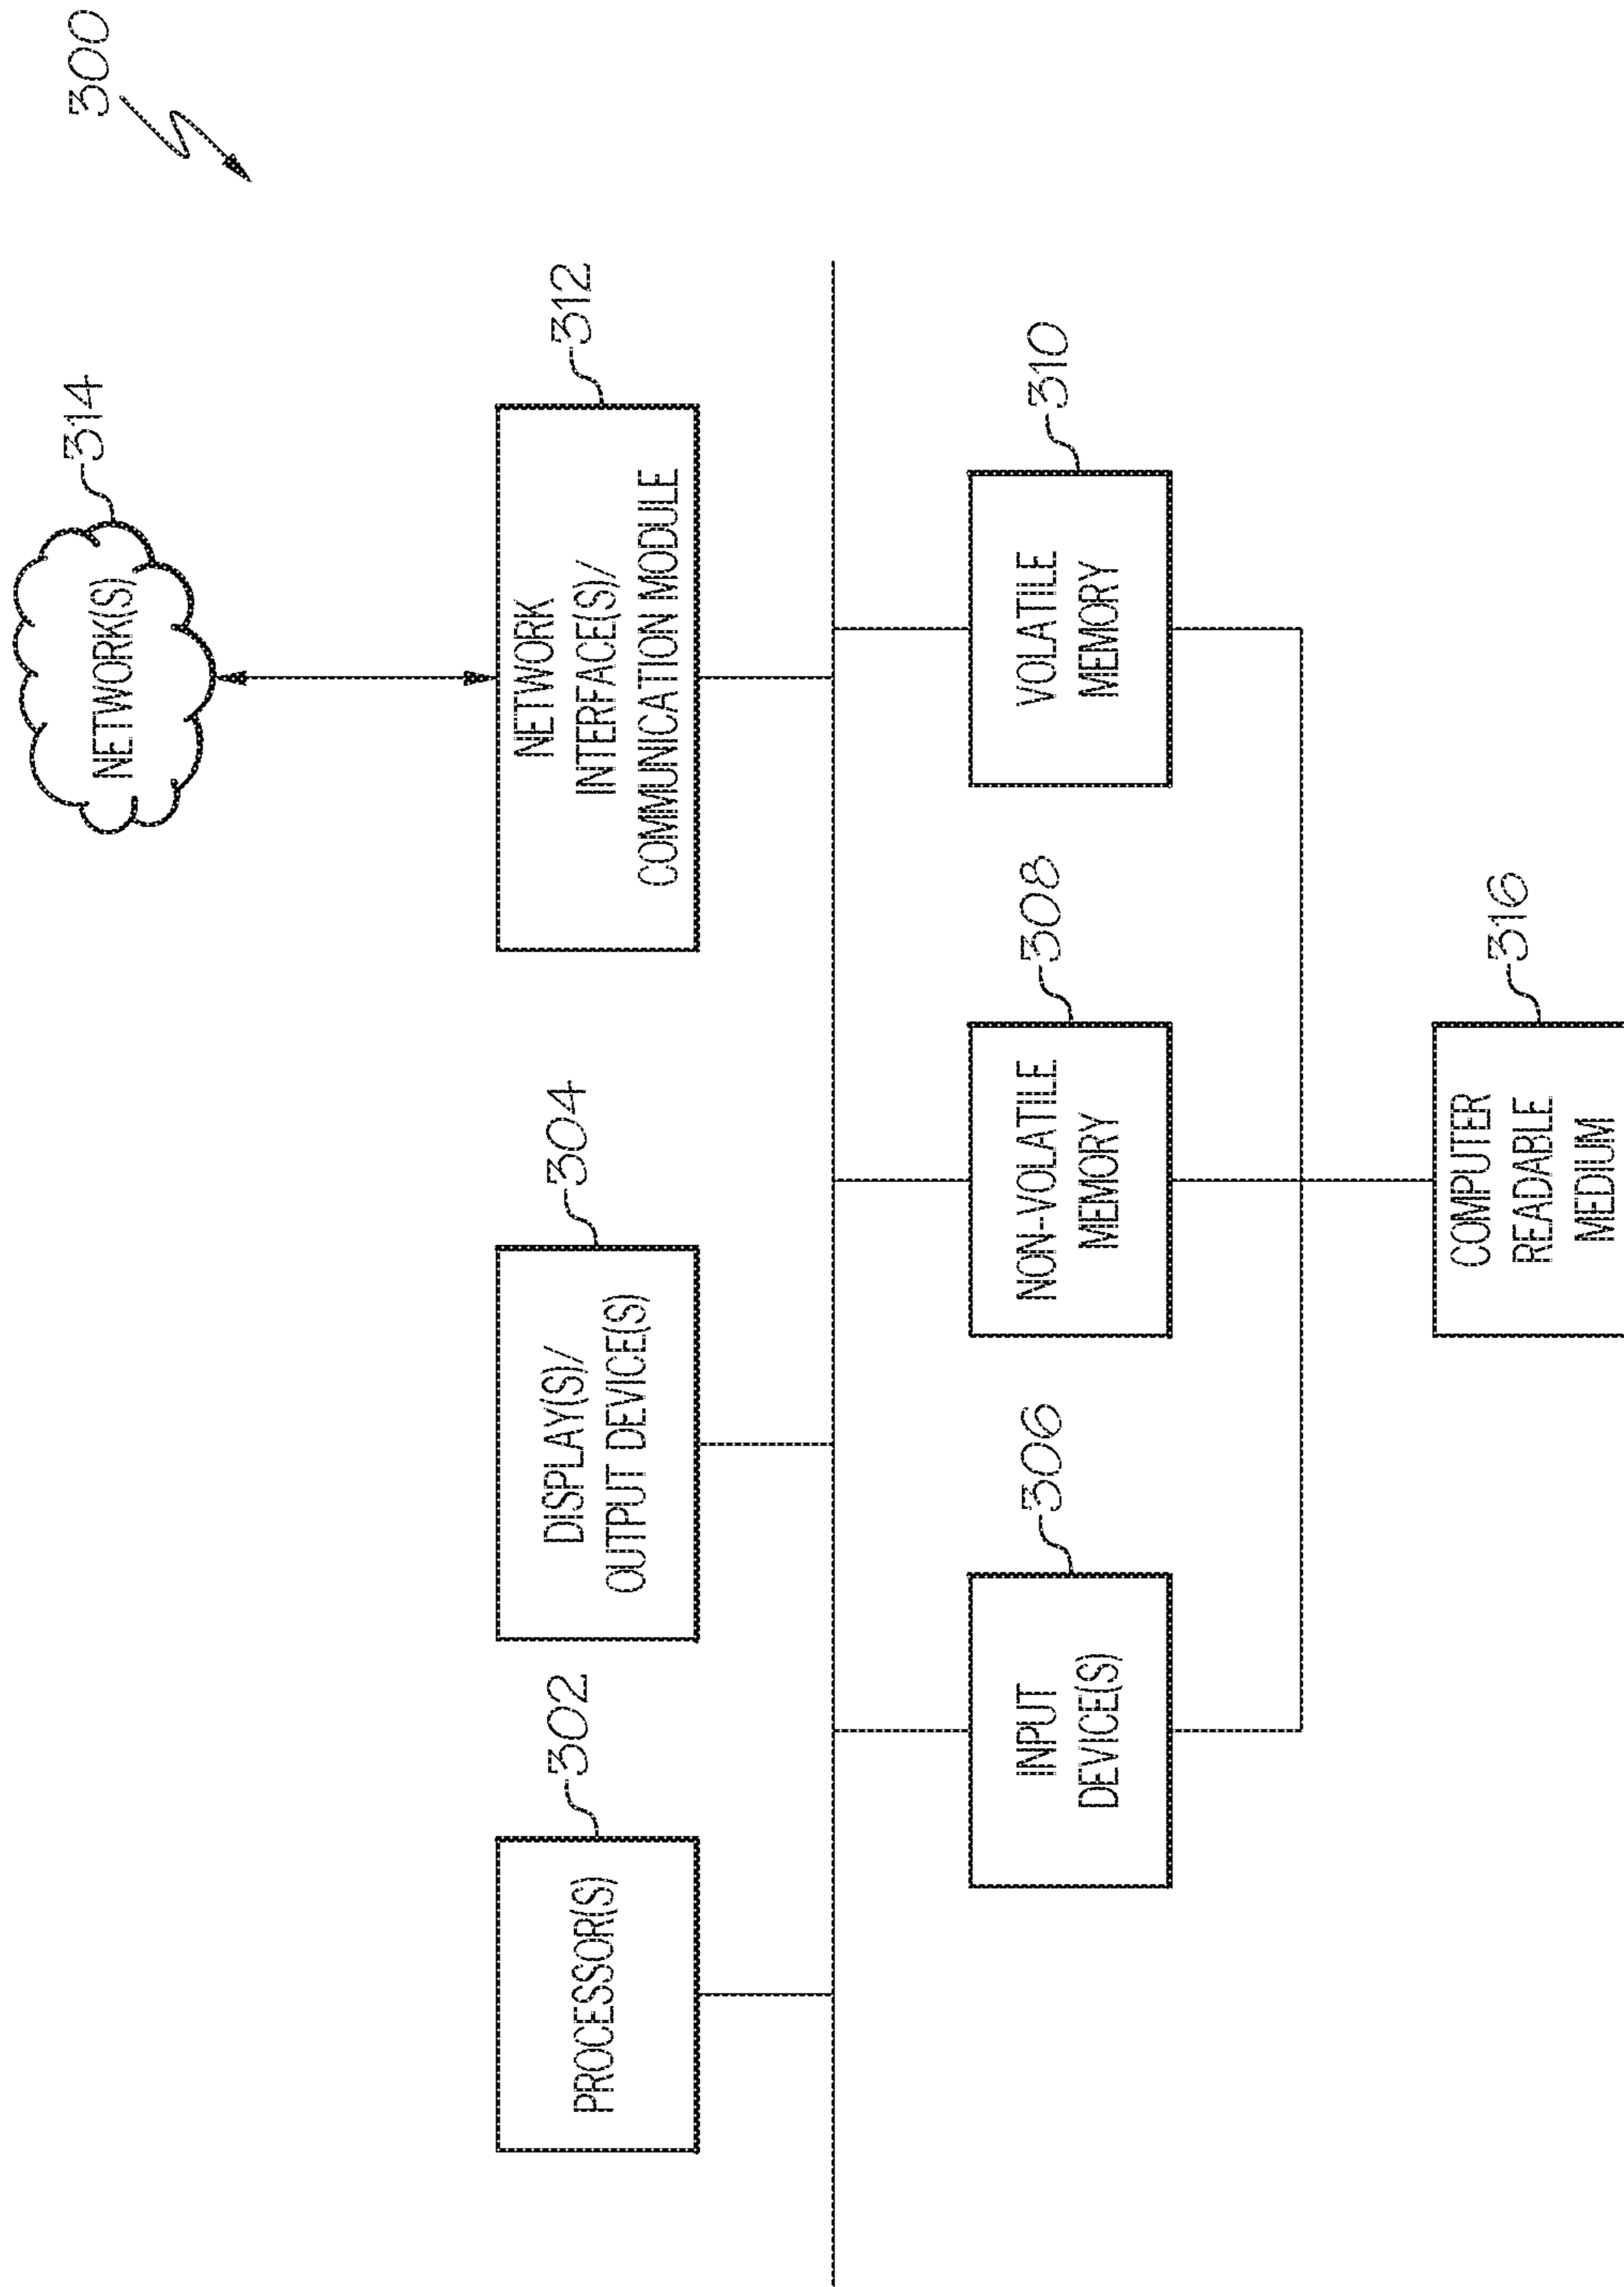 300
314
NETWORK(S)
302
304
312
PROCESSOR(S)
DISPLAY(S)/
OUTPUT DEVICE(S)
NETWORK
INTERFACE(S)/
COMMUNICATION MODULE
306
308
310
INPUT
DEVICE(S)
NON-VOLATILE
MEMORY
VOLATILE
MEMORY
316
COMPUTER
READABLE
MEDIUM